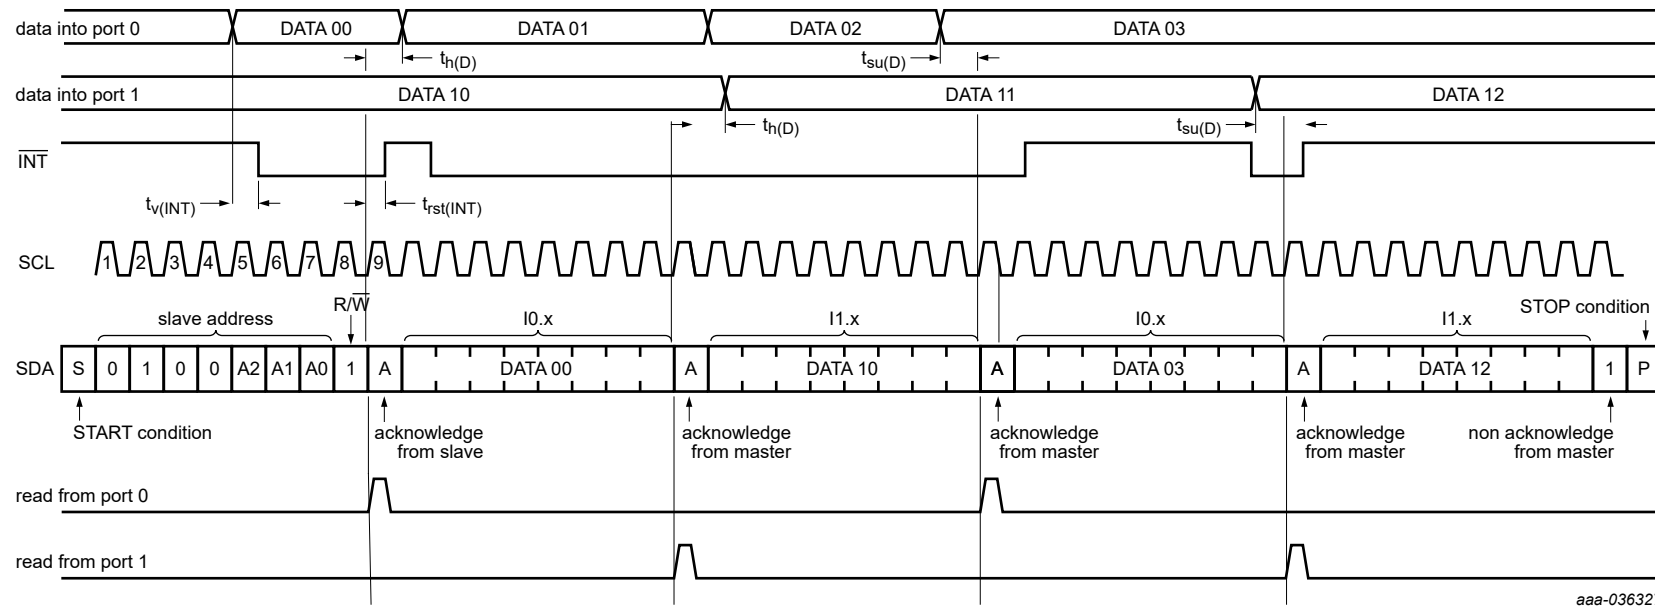 data into port 0 DATA 00 DATA 01 DATA 02 DATA 03
th(D) tsu(D)
data into port 1 DATA 10 DATA 11 DATA 12
th(D) tsu(D)
INT
tv(INT) trst(INT)
SCL 1 2 3 4 5 6 7 8 9
R/W
slave address I0.x I1.x I0.x I1.x STOP condition
SDA S 0 1 0 0 A2 A1 A0 1 A DATA 00 A DATA 10 A DATA 03 A DATA 12 1 P
START condition
acknowledge
from slave
acknowledge
from master
acknowledge
from master
acknowledge
from master
non acknowledge
from master
read from port 0
read from port 1